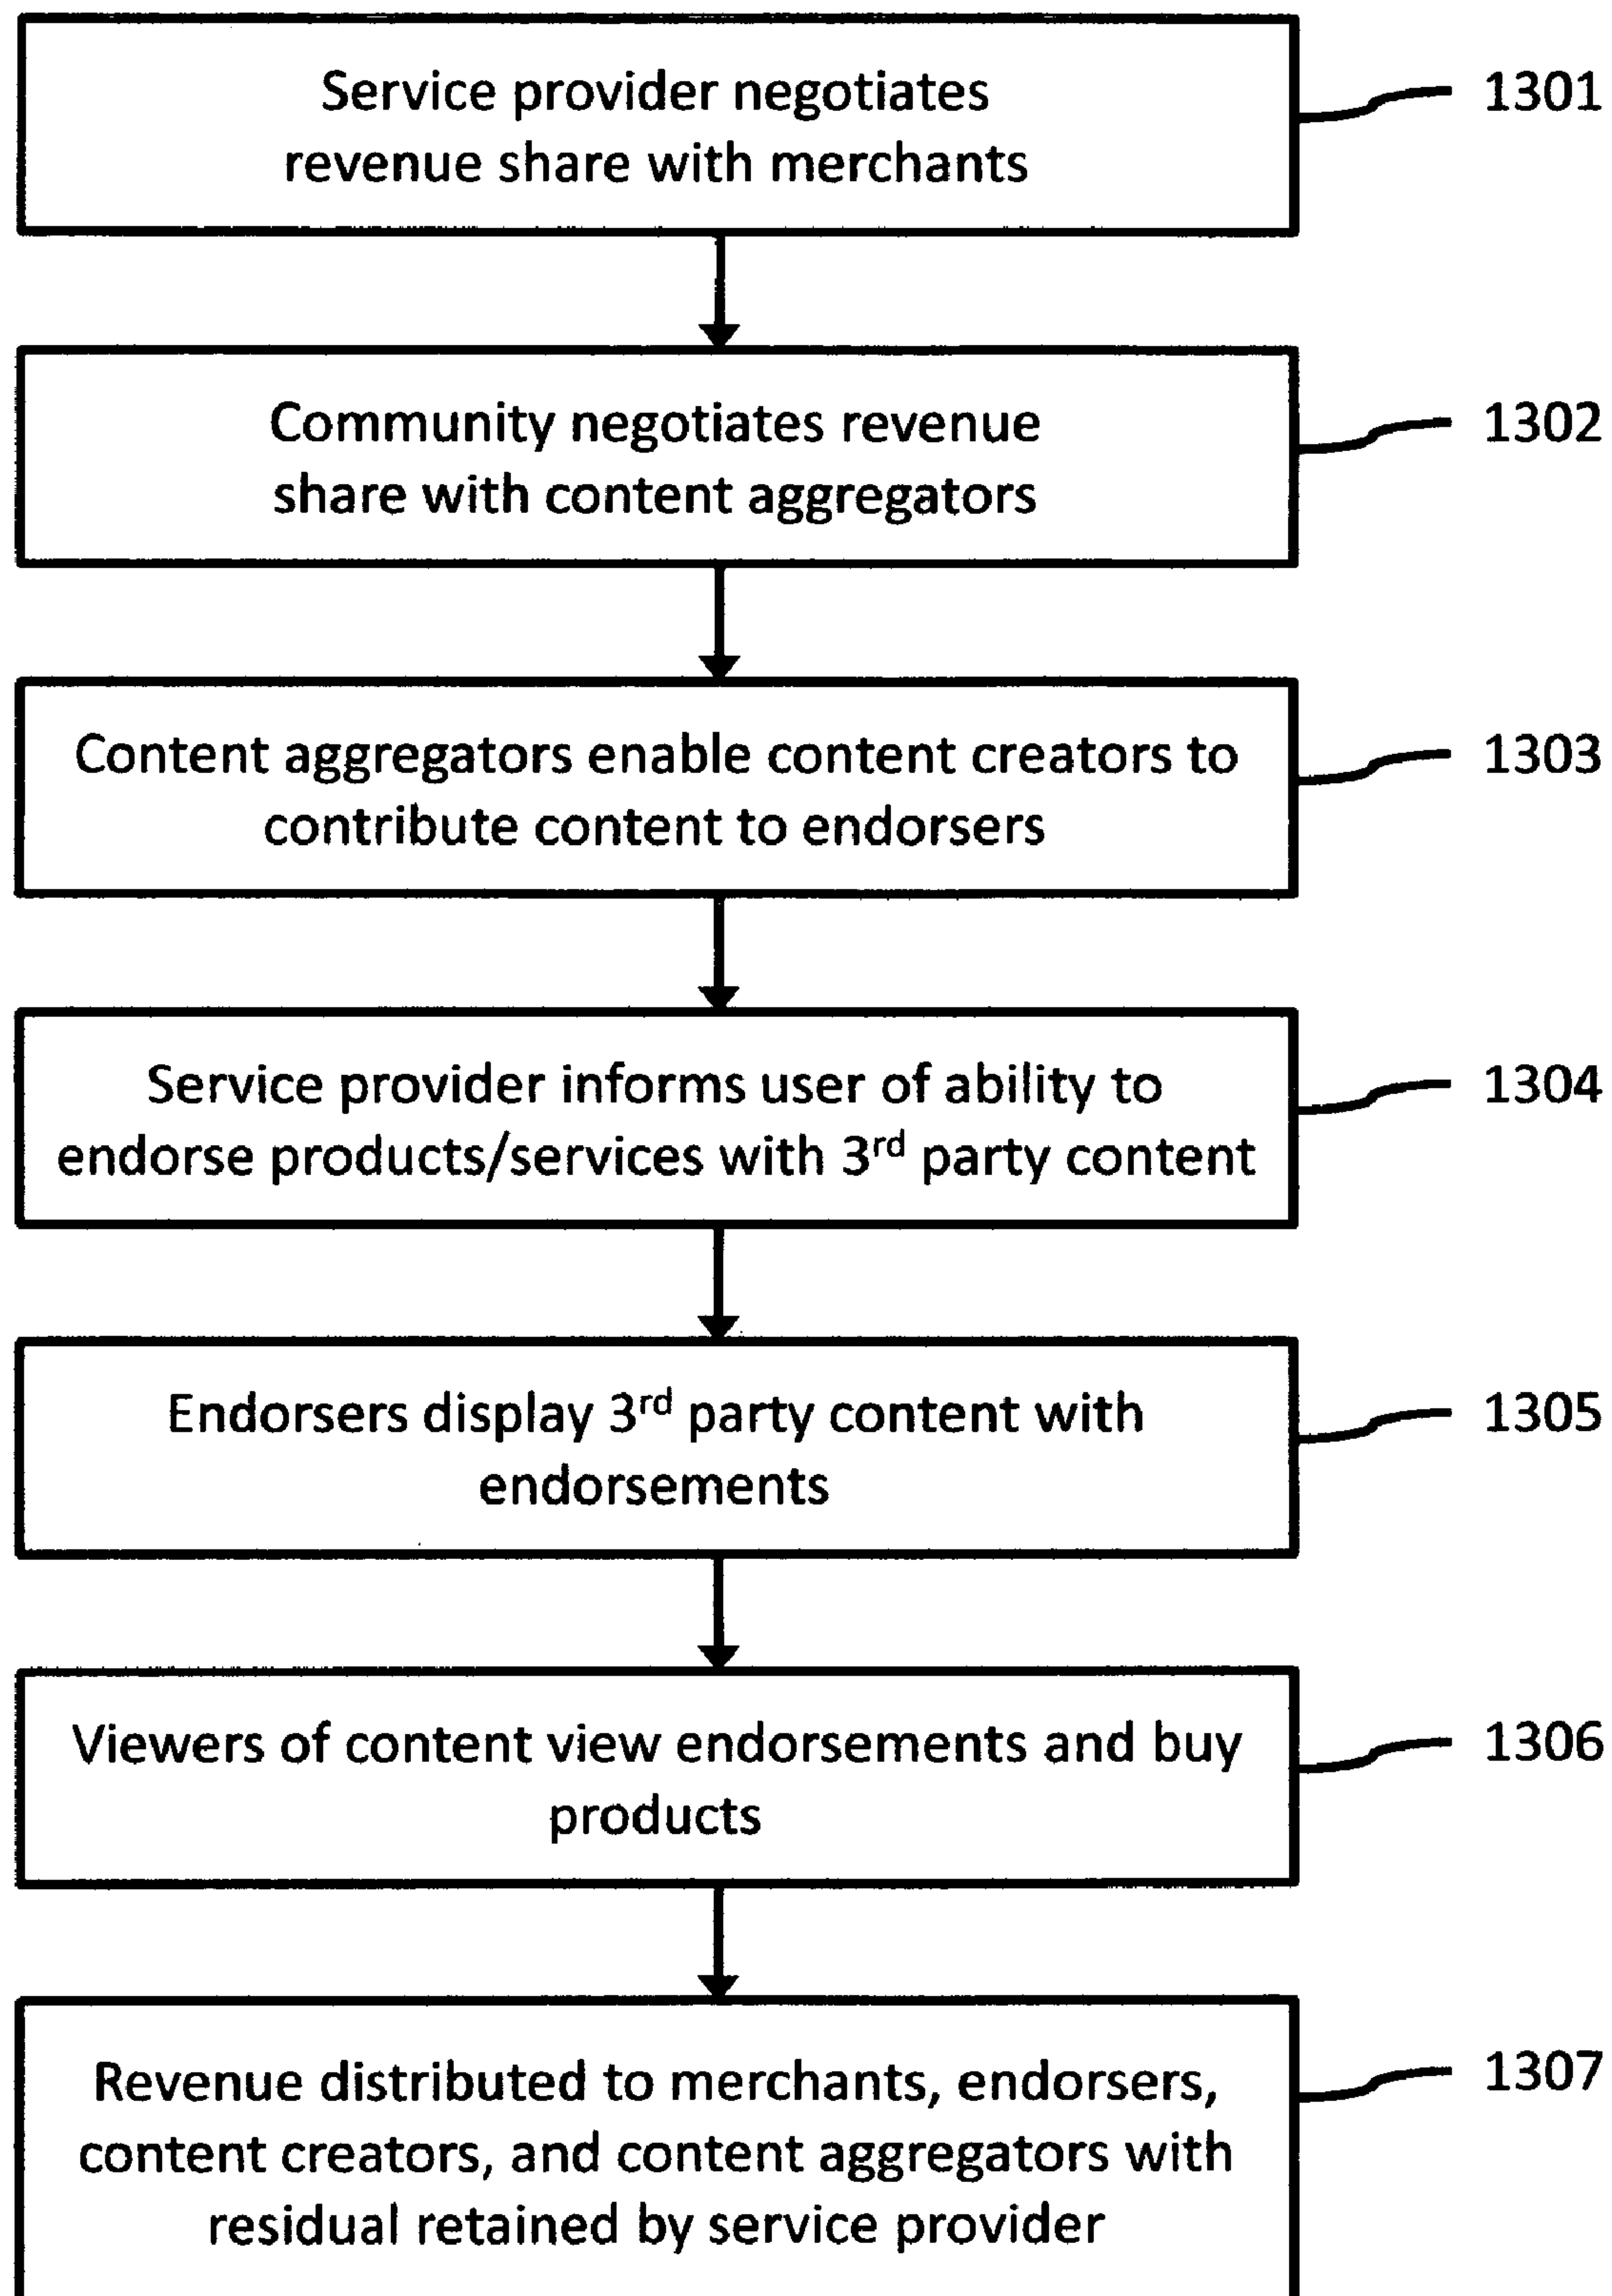 Service provider negotiates
revenue share with merchants
1301
Community negotiates revenue
share with content aggregators
1302
Content aggregators enable content creators to
contribute content to endorsers
1303
Service provider informs user of ability to
endorse products/services with 3rd party content
1304
Endorsers display 3rd party content with
endorsements
1305
Viewers of content view endorsements and buy
products
1306
Revenue distributed to merchants, endorsers,
content creators, and content aggregators with
residual retained by service provider
1307